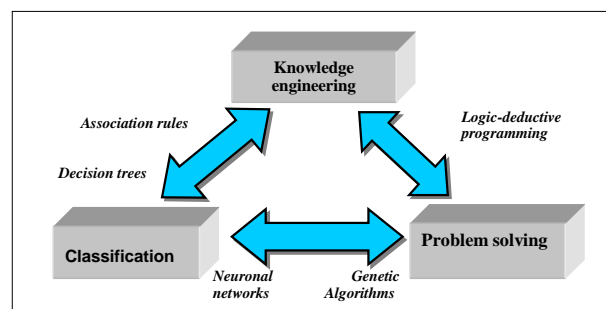 Knowledge
engineering
Association rules
Logic-deductive
programming
Decision trees
Classification
Problem solving
Neuronal
networks
Genetic
Algorithms